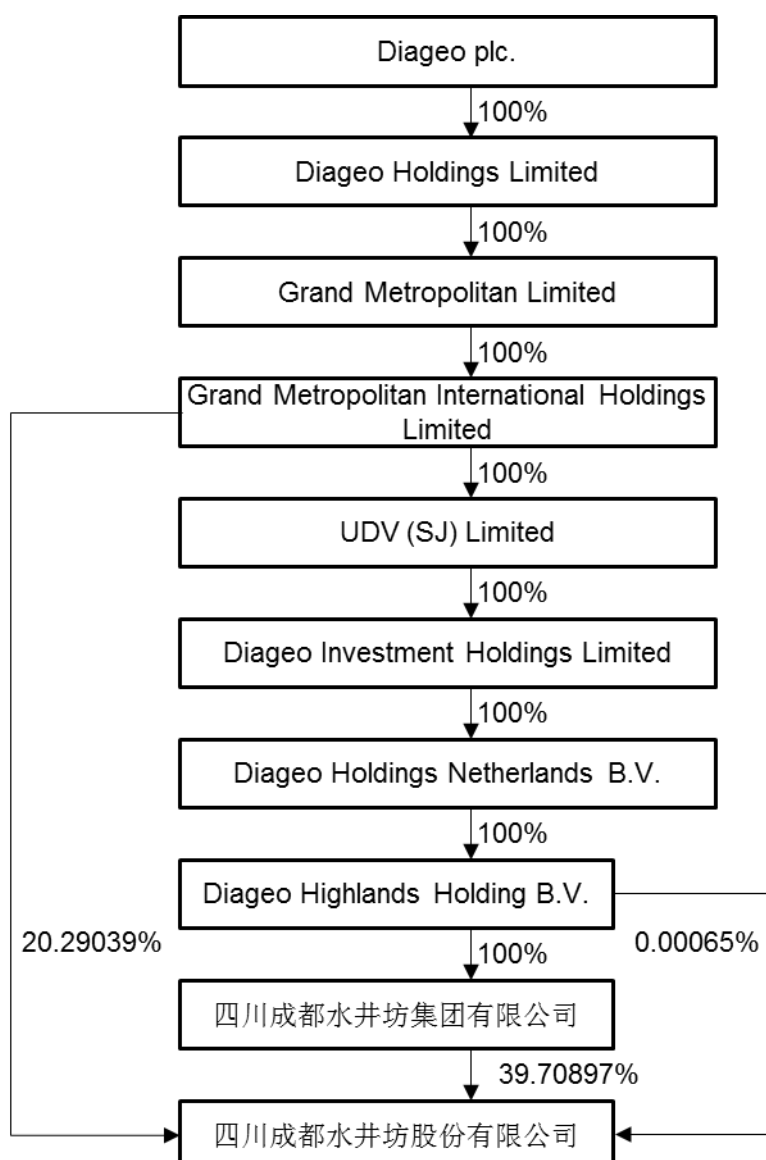 Diageo plc.
100%
Diageo Holdings Limited
100%
Grand Metropolitan Limited
100%
Grand Metropolitan International Holdings
Limited
100%
UDV (SJ) Limited
100%
Diageo Investment Holdings Limited
100%
Diageo Holdings Netherlands B.V.
100%
Diageo Highlands Holding B.V.
20.29039%
0.00065%
100%
四川成都水井坊集团有限公司
39.70897%
四川成都水井坊股份有限公司